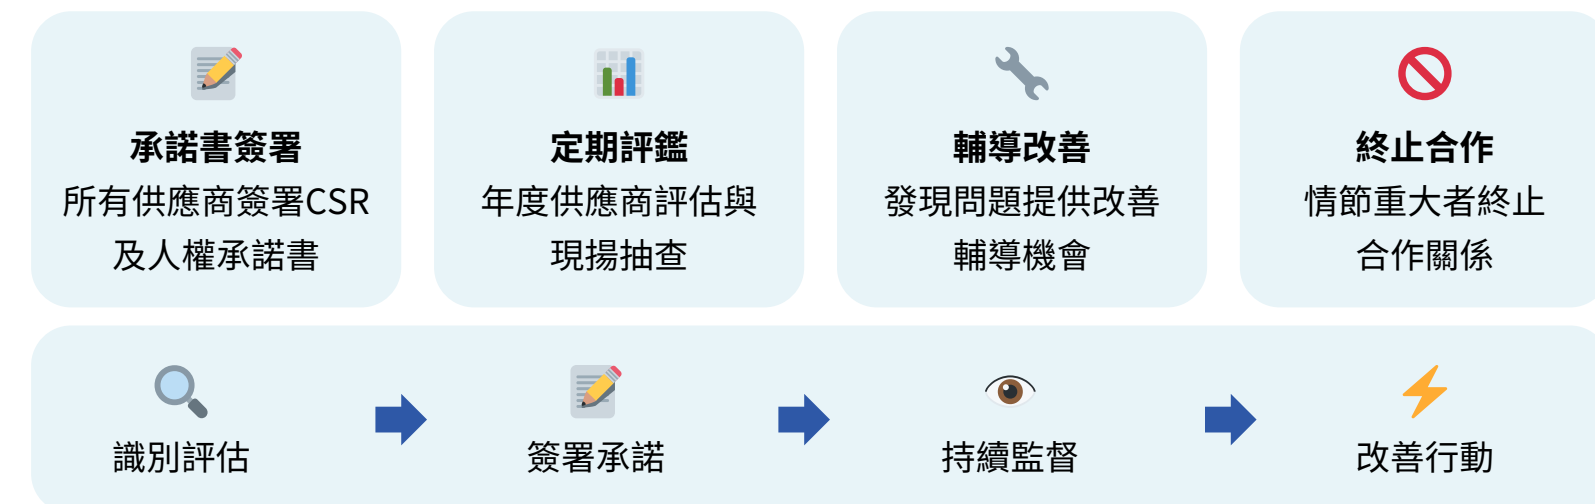 承諾書簽署
所有供應商簽署CSR
及人權承諾書
定期評鑑
年度供應商評估與
現揚抽查
輔導改善
發現問題提供改善
輔導機會
終止合作
情節重大者終止
合作關係
識別評估
簽署承諾
持續監督
改善行動